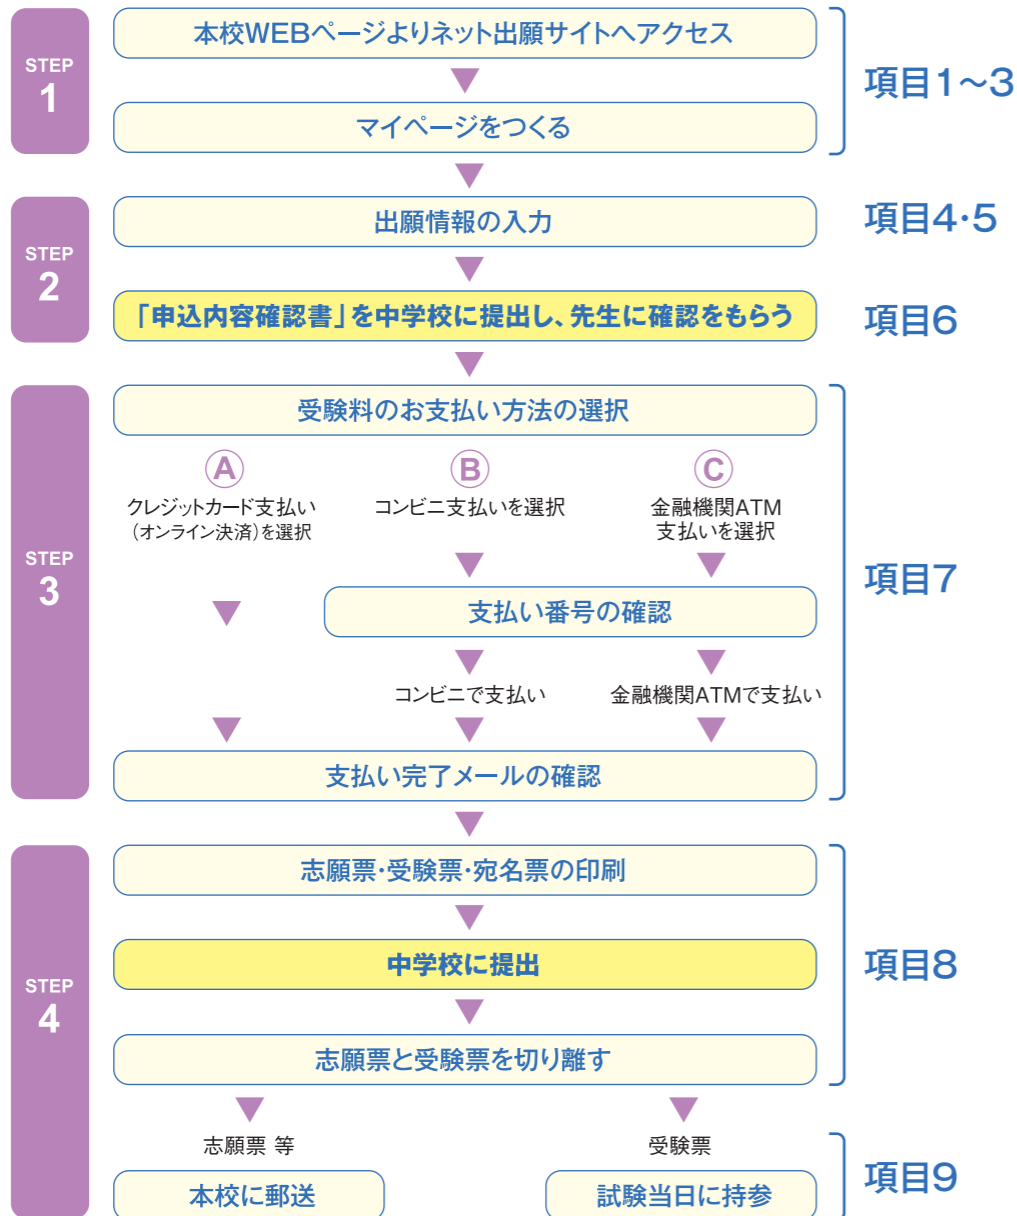 STEP
1
本校WEBページよりネット出願サイトへアクセス
マイページをつくる
項目1～3
STEP
2
出願情報の入力
項目4・5
「申込内容確認書」を中学校に提出し、先生に確認をもらう
項目6
STEP
3
受験料のお支払い方法の選択
A
クレジットカード支払い
（オンライン決済）を選択
B
コンビニ支払いを選択
C
金融機関ATM
支払いを選択
支払い番号の確認
コンビニで支払い
金融機関ATMで支払い
支払い完了メールの確認
項目7
STEP
4
志願票・受験票・宛名票の印刷
中学校に提出
志願票と受験票を切り離す
項目8
志願票 等
本校に郵送
受験票
試験当日に持参
項目9